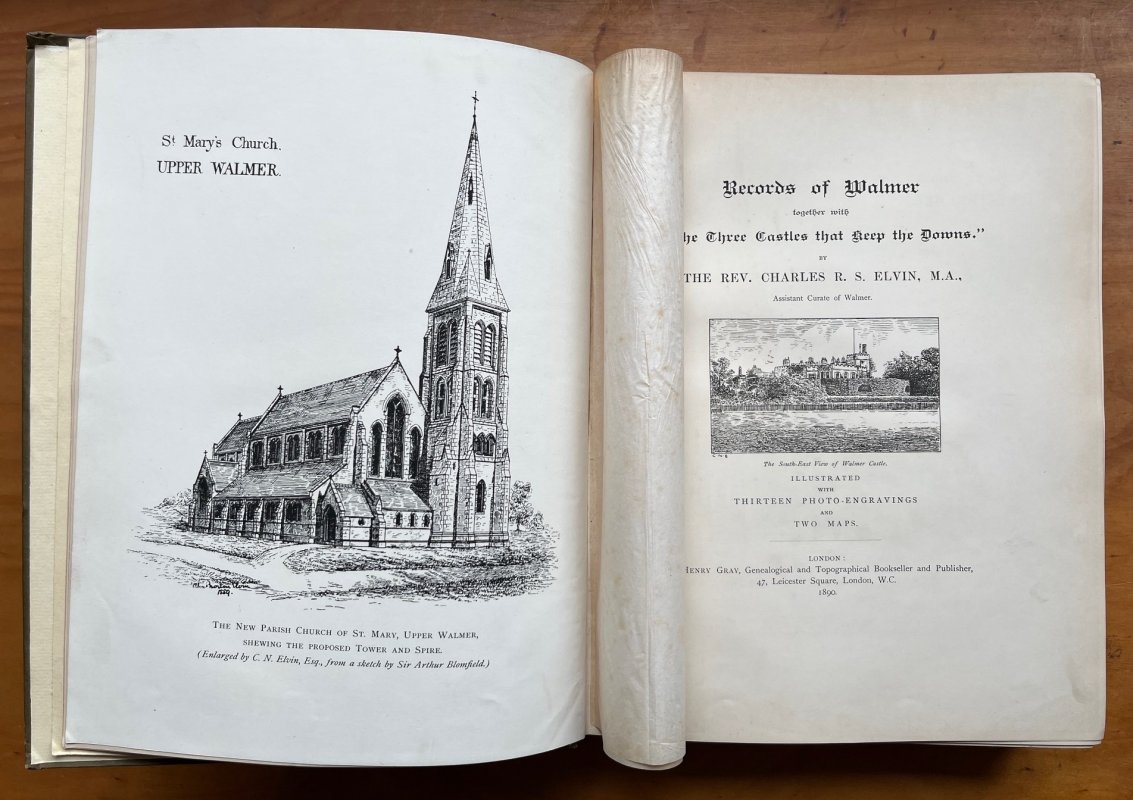 St Mary's Church.
UPPER WALMER.
1889.
THE NEW PARISH CHURCH OF ST. MARY, UPPER WALMER,
SHEWING THE PROPOSED TOWER AND SPIRE.
(Enlarged by C. N. Elvin, Esq., from a sketch by Sir Arthur Blomfield.)
Records of Walmer
together with
he Three Castles that Keep the Downs."
BY
THE REV. CHARLES R. S. ELVIN, M.A.,
Assistant Curate of Walmer.
The South-East View of Walmer Castle.
ILLUSTRATED
WITH
THIRTEEN PHOTO-ENGRAVINGS
AND
TWO MAPS.
LONDON:
HENRY GRAY, Genealogical and Topographical Bookseller and Publisher,
47, Leicester Square, London, W.C.
1890.